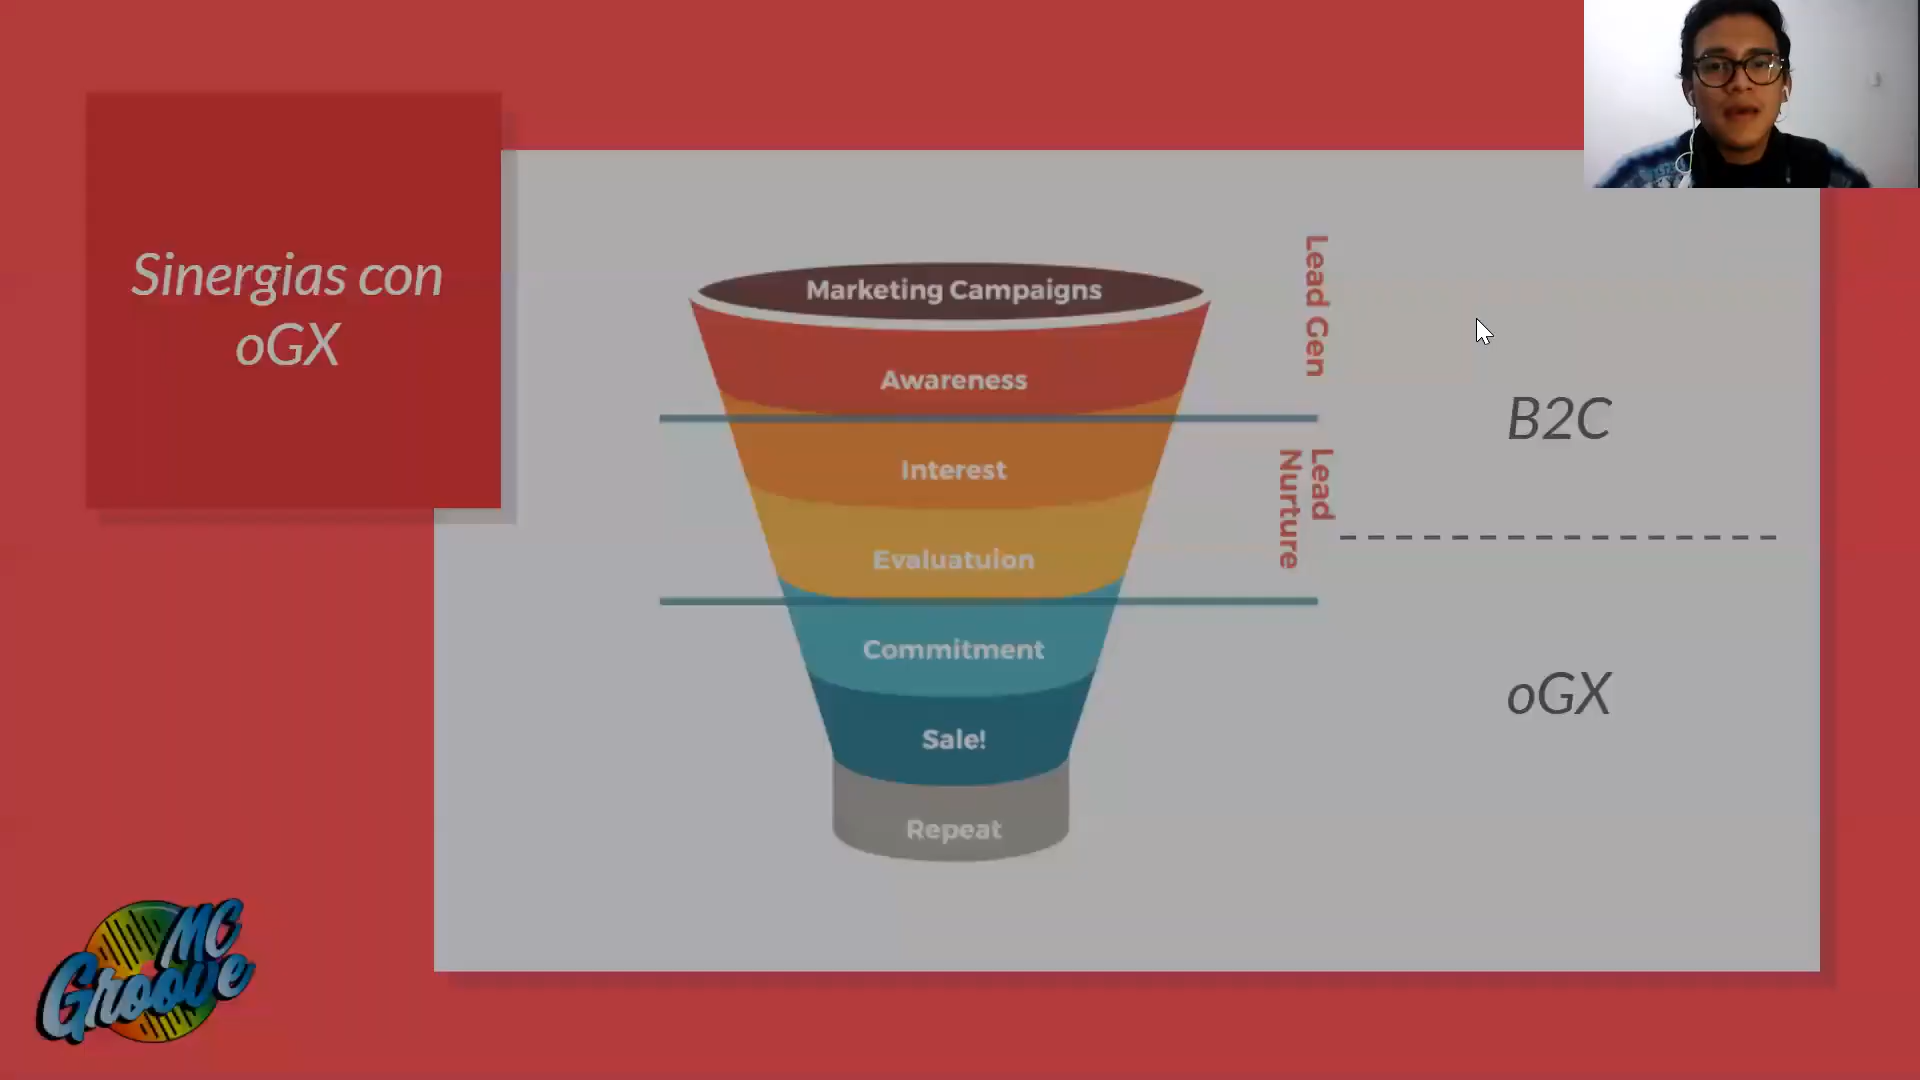 Sinergias con
oGX
Marketing Campaigns
Awareness
Interest
Evaluatuion
Commitment
Sale!
Repeat
Lead Gen
Lead
Nurture
B2C
oGX
MC
Groove